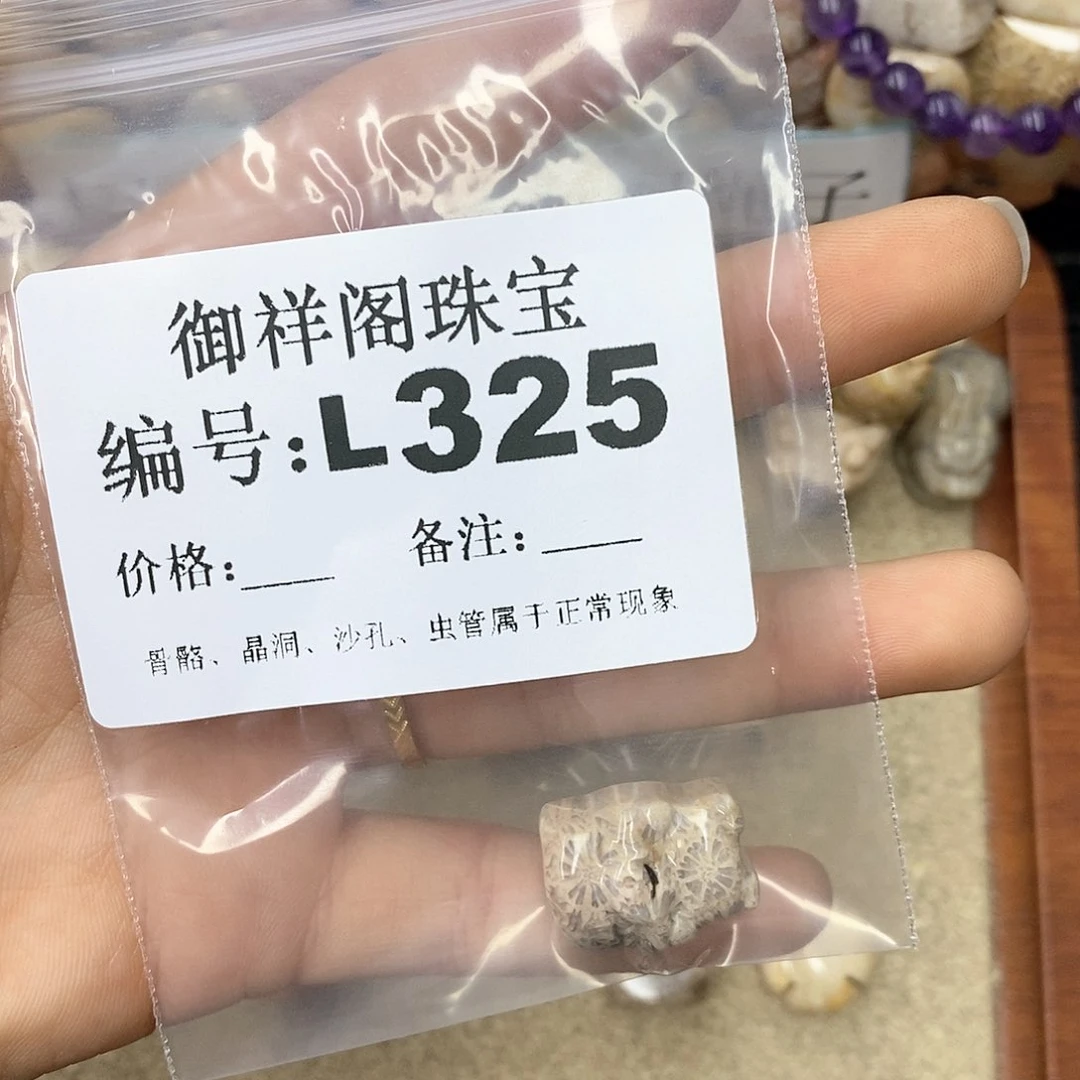 御祥阁珠宝
编号:L325
价格:____ 备注:____
骨骼、晶洞、沙孔、虫管属于正常现象
子